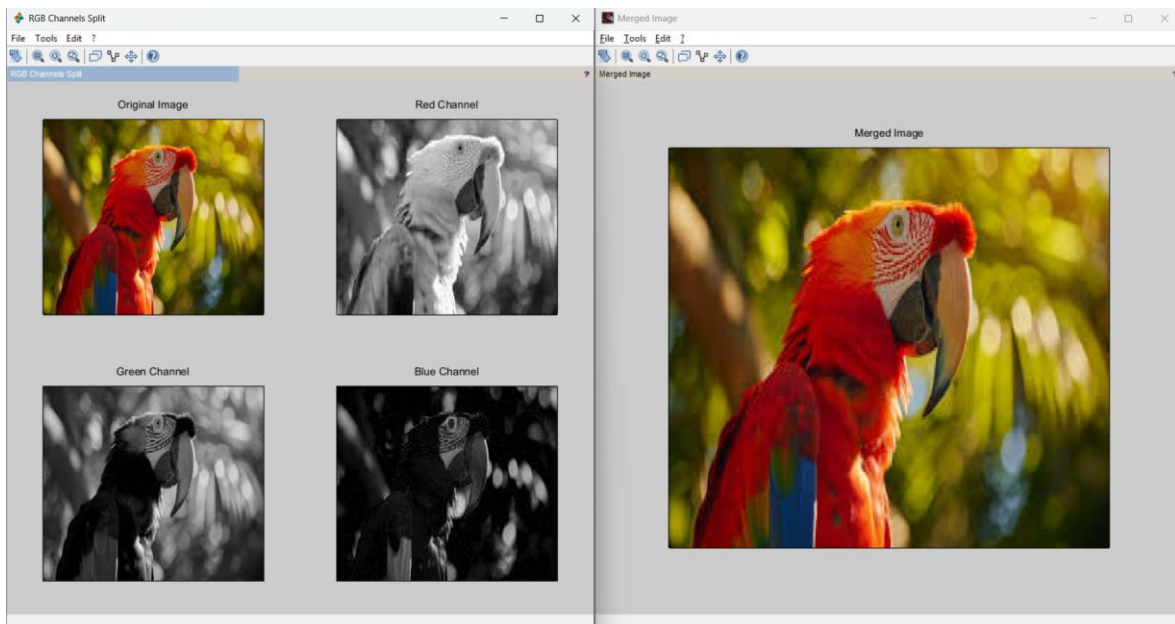 RGB Channels Split
File Tools Edit ?
RGB Channels Split ?
Original Image
Red Channel
Green Channel
Blue Channel
Merged Image
File Tools Edit ?
Merged Image
Merged Image